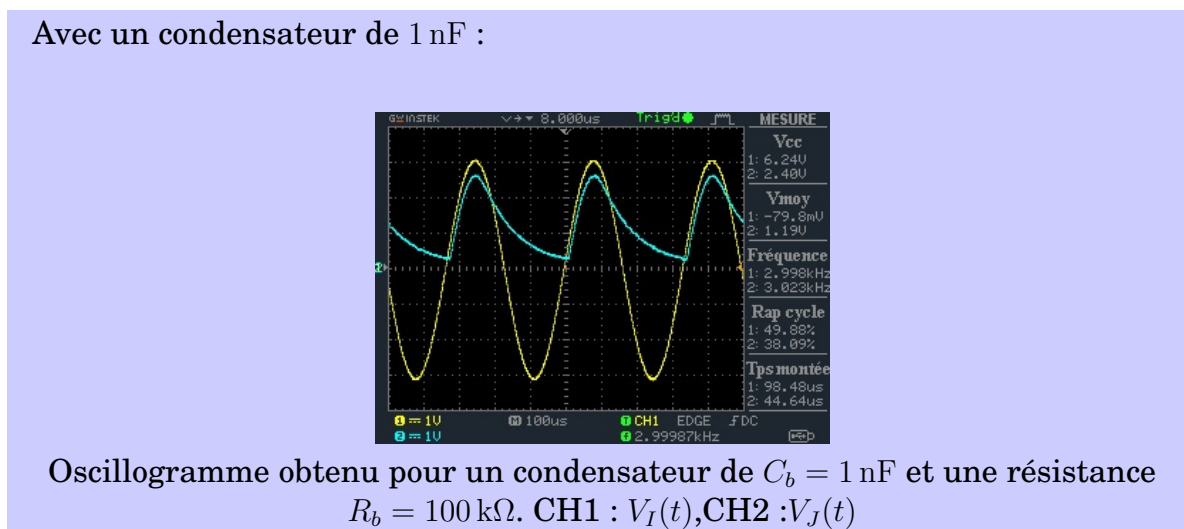 Avec un condensateur de 1 nF :
GWINSTEK 8.000us Trig'd MESURE
Vcc
1: 6.24V
2: 2.40V
Vmoy
1: -79.8mV
2: 1.19V
Fréquence
1: 2.998kHz
2: 3.023kHz
Rap cycle
1: 49.88%
2: 38.09%
Tps montée
1: 98.48us
2: 44.64us
1 1V M 100us T CH1 EDGE DC
2 1V f 2.99987kHz
Oscillogramme obtenu pour un condensateur de C_b = 1 nF et une résistance
R_b = 100 kΩ. CH1 : V_I(t),CH2 :V_J(t)